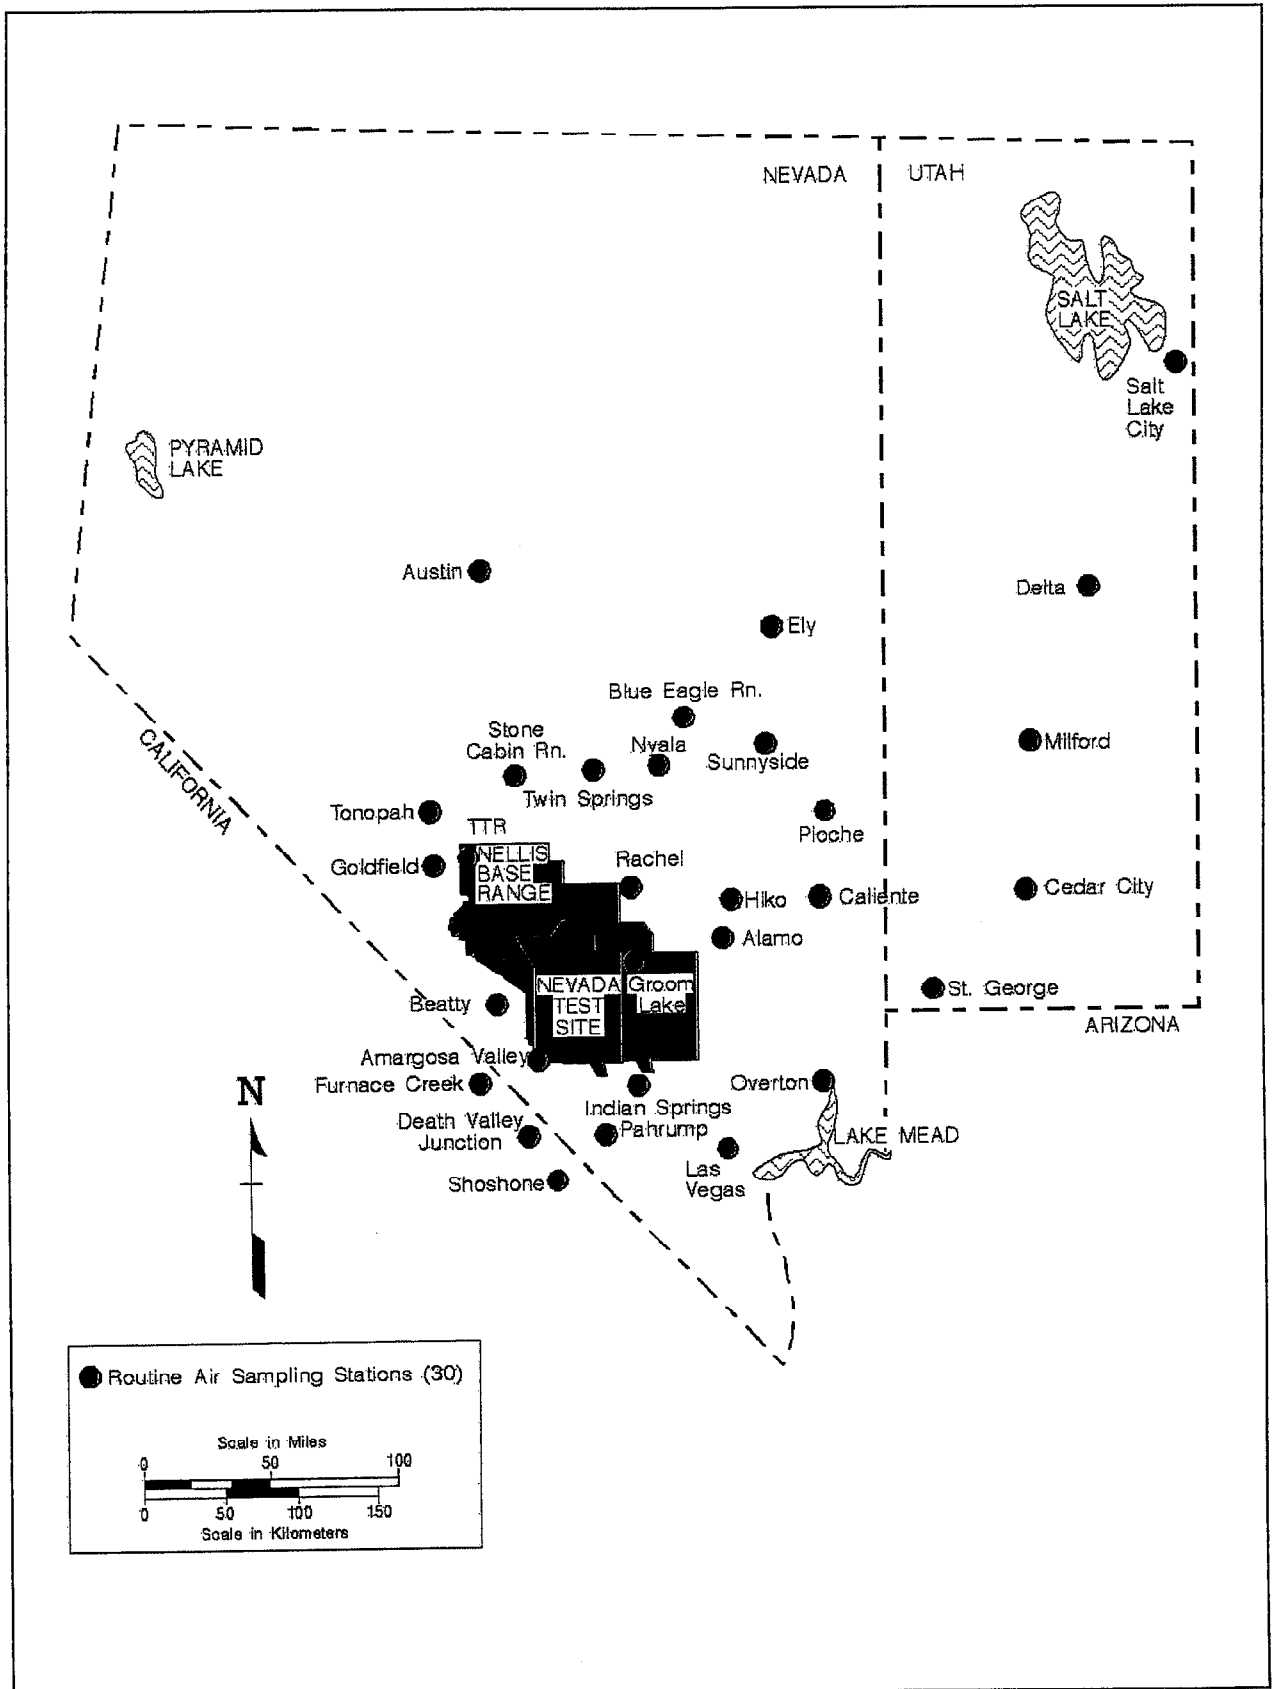 NEVADA
UTAH
SALT
LAKE
Salt
Lake
City
PYRAMID
LAKE
Austin
Delta
Ely
Blue Eagle Rn.
Stone
Cabin Rn.
Nyala
Sunnyside
Milford
CALIFORNIA
Twin Springs
Tonopah
TTR
Pioche
Goldfield
NELLIS
BASE
RANGE
Rachel
Hiko
Caliente
Cedar City
Alamo
Beatty
NEVADA
TEST
SITE
Groom
Lake
St. George
ARIZONA
Amargosa Valley
Furnace Creek
Overton
N
Indian Springs
Death Valley
Junction
Pahrump
LAKE MEAD
Las
Vegas
Shoshone
Routine Air Sampling Stations (30)
Scale in Miles
0 50 100
0 50 100 150
Scale in Kilometers